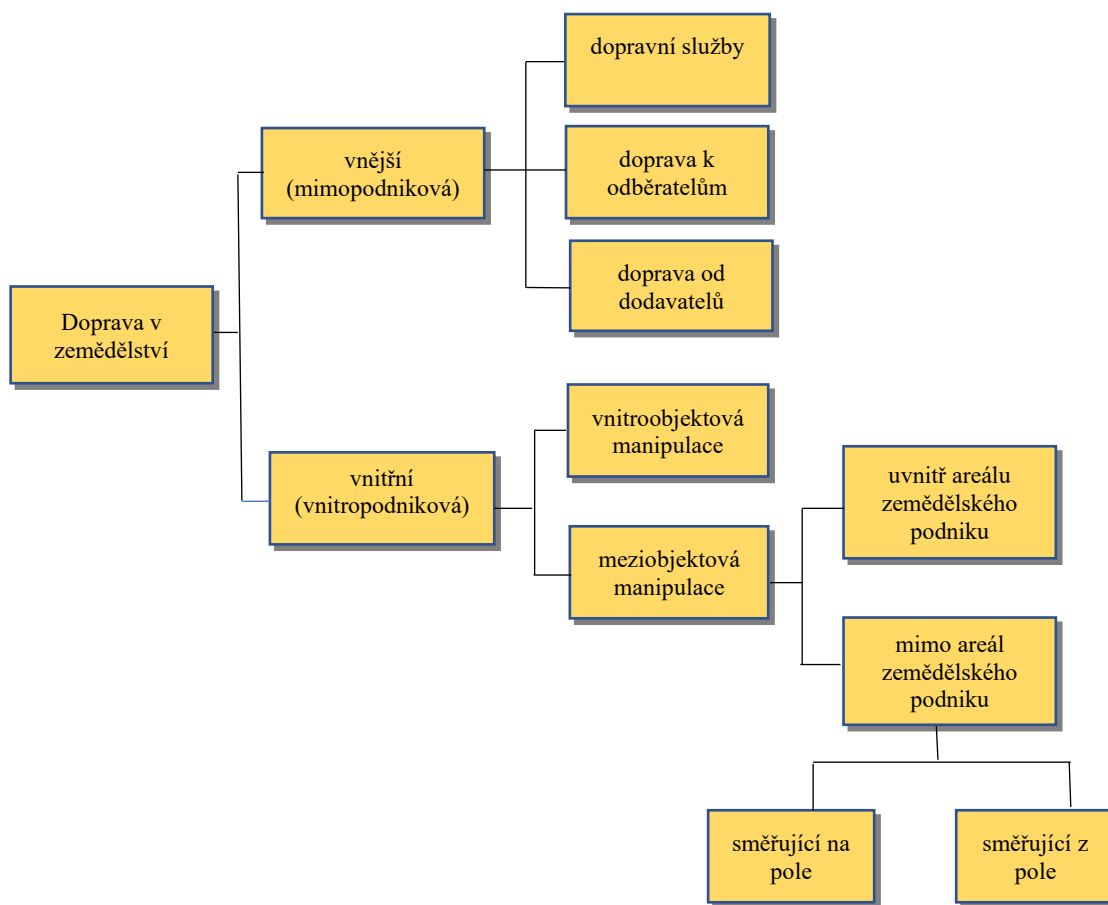 dopravní služby
vnější
(mimopodniková)
doprava k
odběratelům
doprava od
dodavatelů
Doprava v
zemědělství
vnitroobjektová
manipulace
vnitřní
(vnitropodniková)
uvnitř areálu
zemědělského
podniku
meziobjektová
manipulace
mimo areál
zemědělského
podniku
směřující na
pole
směřující z
pole